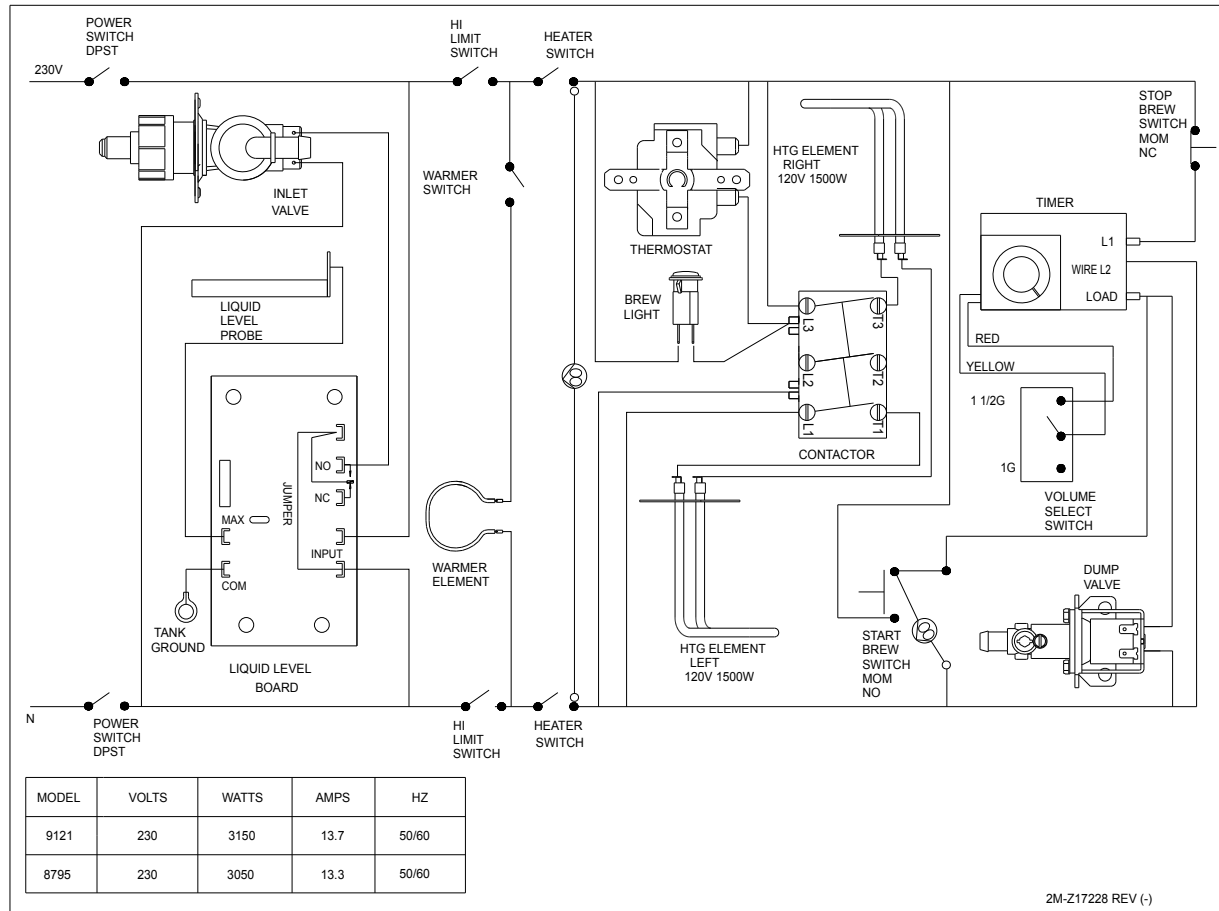 POWER
SWITCH
DPST
HI
LIMIT
SWITCH
HEATER
SWITCH
230V
STOP
BREW
SWITCH
MOM
NC
INLET
VALVE
WARMER
SWITCH
HTG ELEMENT
RIGHT
120V 1500W
THERMOSTAT
TIMER
L1
WIRE L2
LOAD
LIQUID
LEVEL
PROBE
BREW
LIGHT
L3
T3
L2
T2
L1
T1
CONTACTOR
RED
YELLOW
1 1/2G
1G
VOLUME
SELECT
SWITCH
NO
NC
JUMPER
MAX
INPUT
COM
TANK
GROUND
LIQUID LEVEL
BOARD
WARMER
ELEMENT
HTG ELEMENT
LEFT
120V 1500W
START
BREW
SWITCH
MOM
NO
DUMP
VALVE
N
POWER
SWITCH
DPST
HI
LIMIT
SWITCH
HEATER
SWITCH
MODEL VOLTS WATTS AMPS HZ
9121 230 3150 13.7 50/60
8795 230 3050 13.3 50/60
2M-Z17228 REV (-)